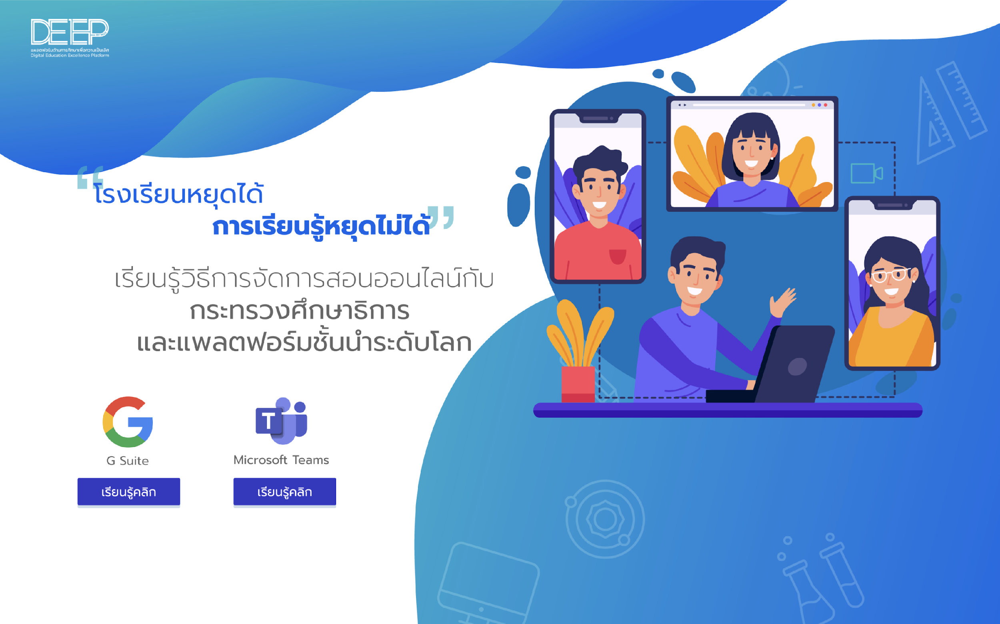 DEEP
BY MOE
แพลตฟอร์มด้านการศึกษาเพื่อความเป็นเลิศ
Digital Education Excellence Platform
“โรงเรียนหยุดได้
การเรียนรู้หยุดไม่ได้”
เรียนรู้วิธีการจัดการสอนออนไลน์กับ
กระทรวงศึกษาธิการ
และแพลตฟอร์มชั้นนำระดับโลก
G Suite
T
Microsoft Teams
เรียนรู้คลิก
เรียนรู้คลิก